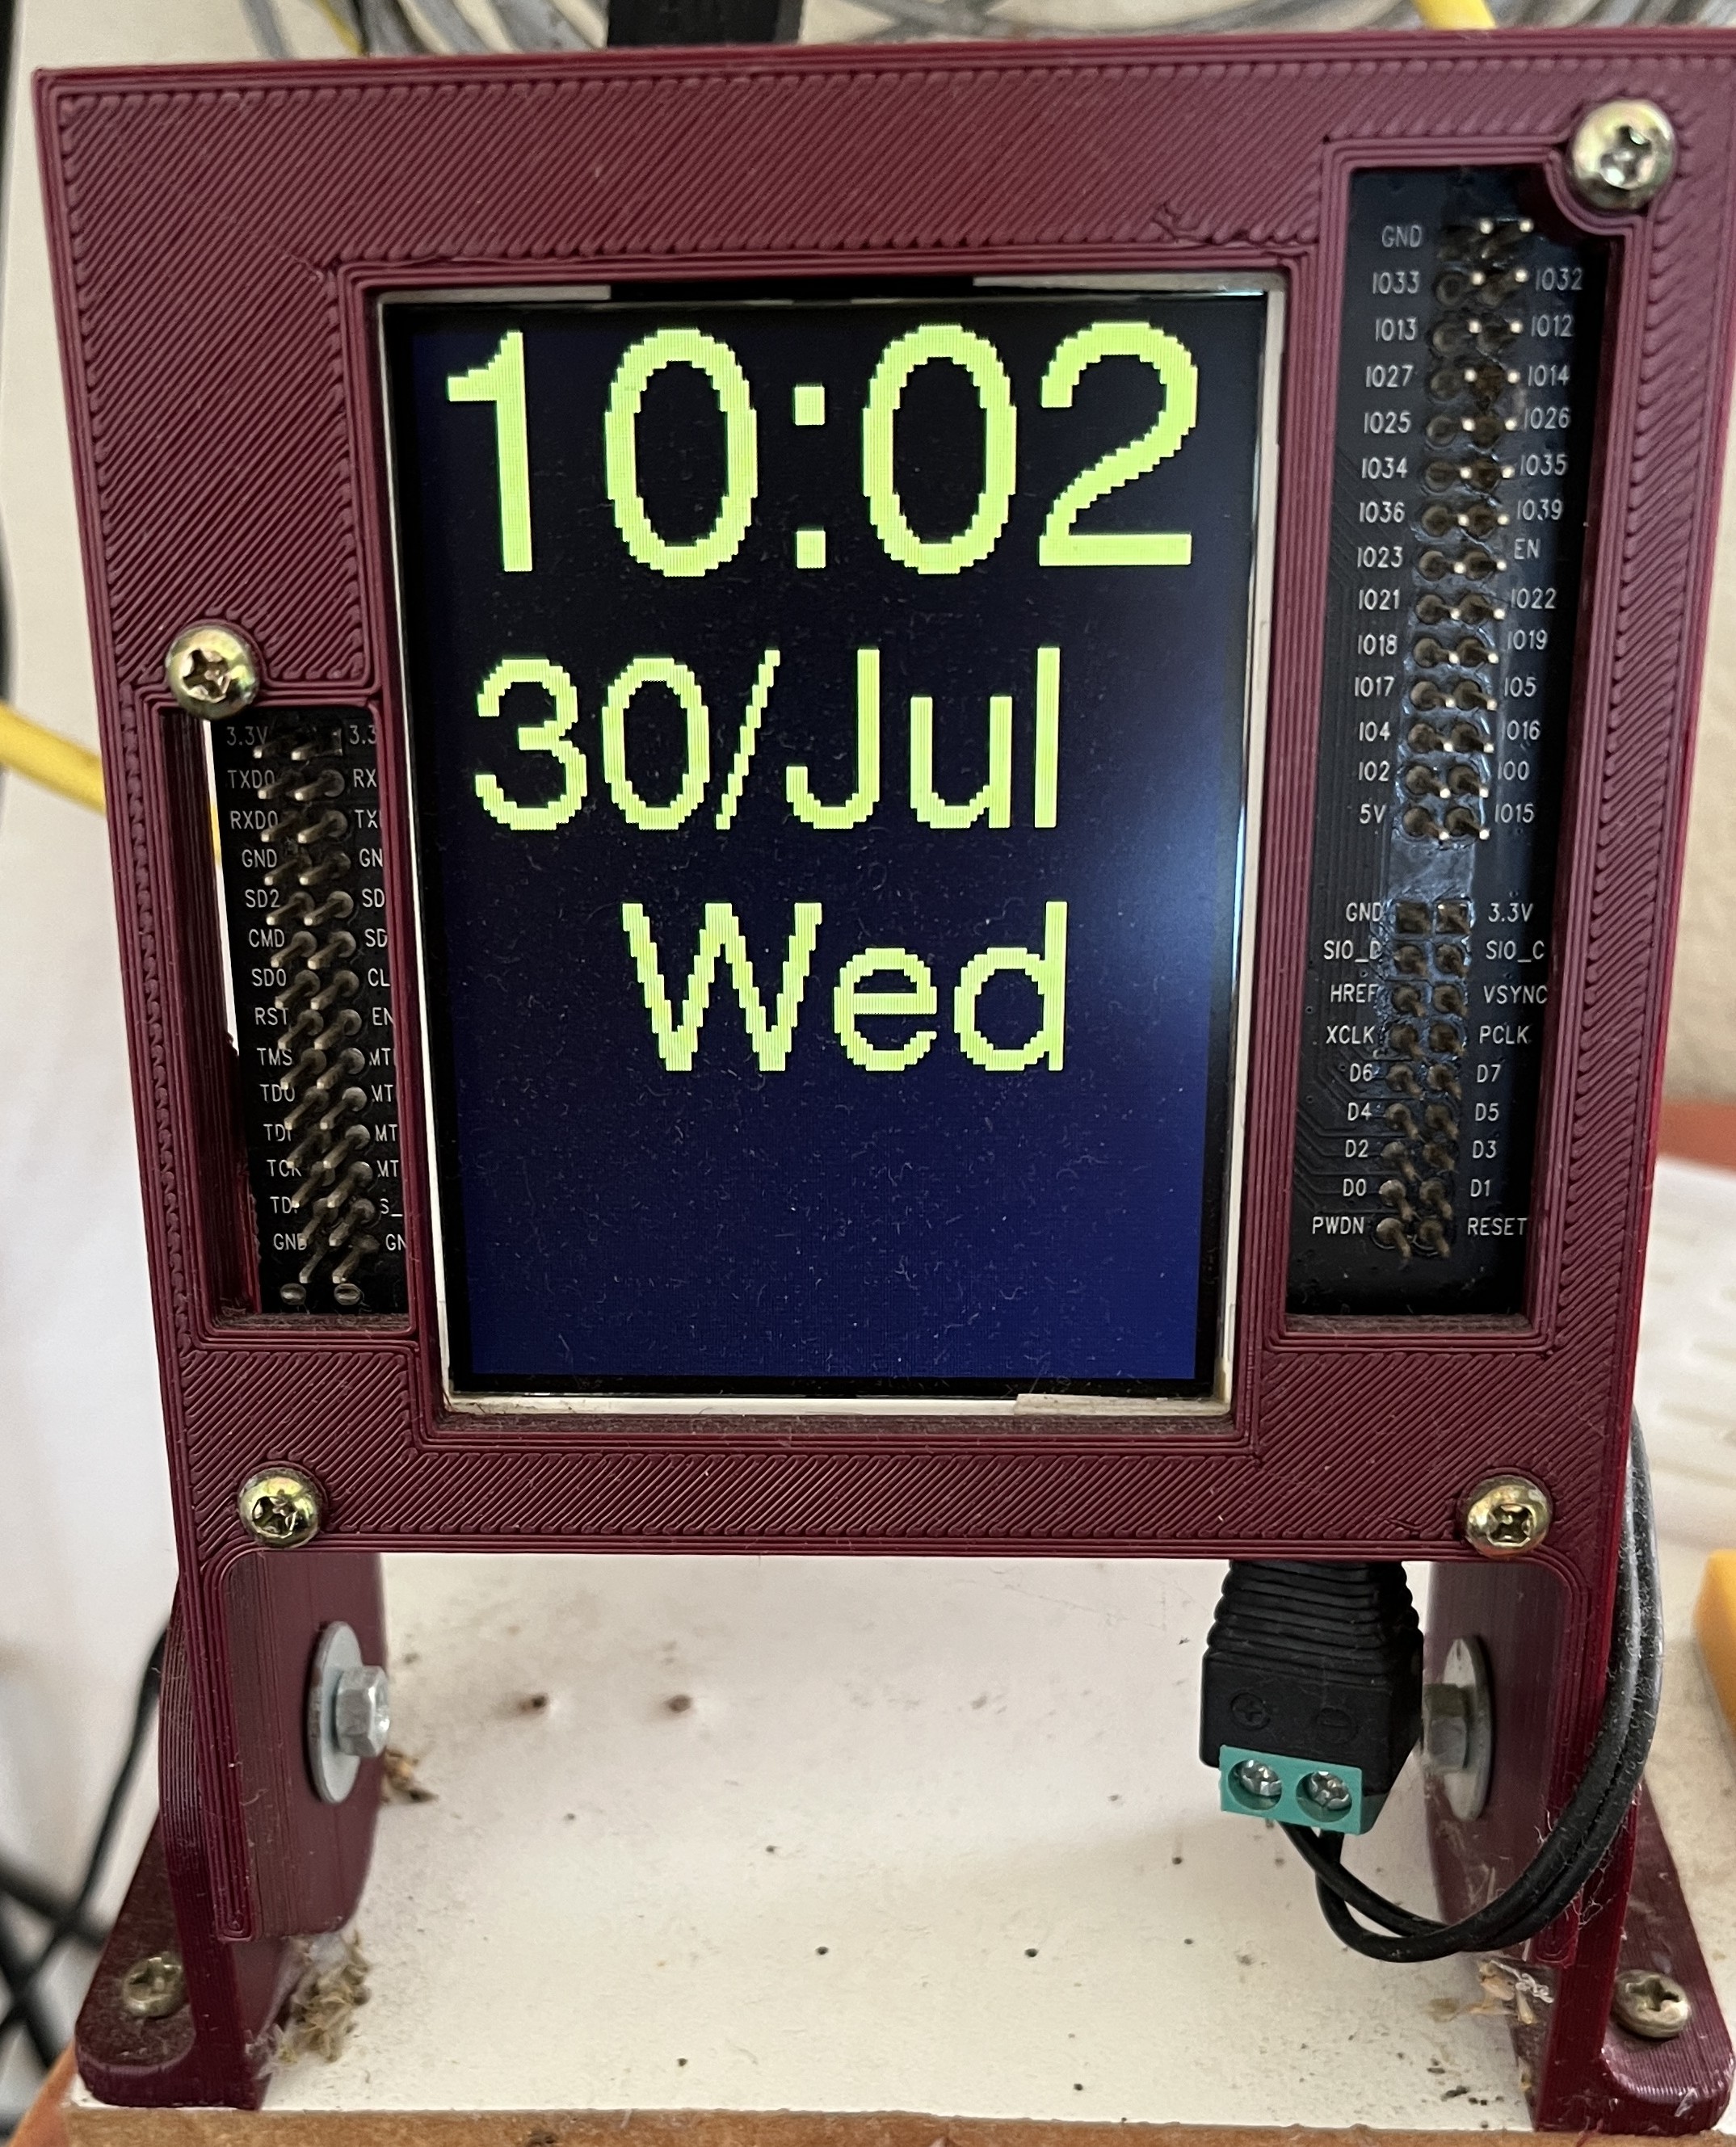 10:02
30/Jul
Wed
3.3V 3.3
TXD0 RX
RXD0 TX
GND GN
SD2 SD
CMD SD
SD0 CL
RST EN
TMS MT
TDO MT
TDI MT
TCK MT
TDI S_
GND GN
GND
IO33 IO32
IO13 IO12
IO27 IO14
IO25 IO26
IO34 IO35
IO36 IO39
IO23 EN
IO21 IO22
IO18 IO19
IO17 IO5
IO4 IO16
IO2 IO0
5V IO15
GND 3.3V
SIO_D SIO_C
HREF VSYNC
XCLK PCLK
D6 D7
D4 D5
D2 D3
D0 D1
PWDN RESET